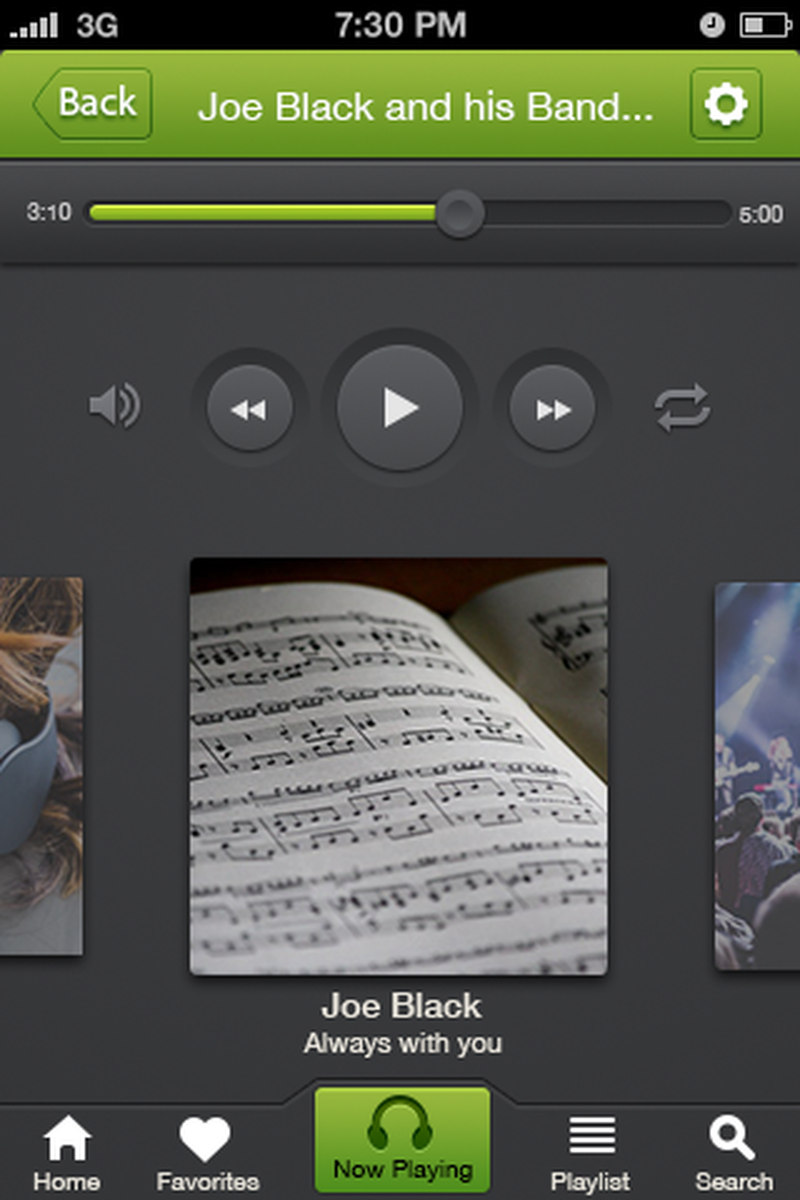 3G 7:30 PM
Back Joe Black and his Band...
3:10 5:00
Joe Black
Always with you
Home Favorites Now Playing Playlist Search